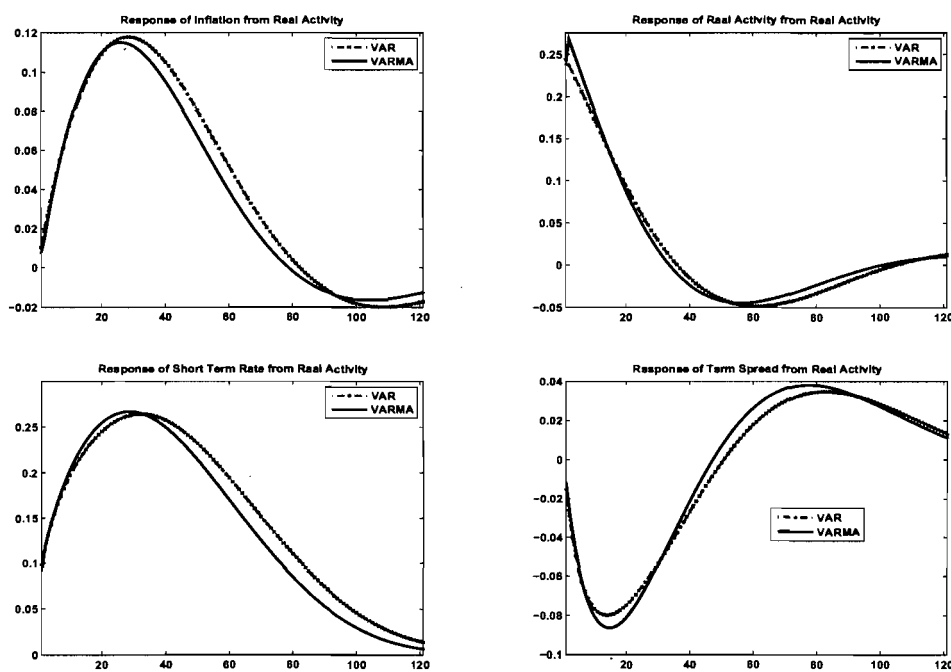 Response of Inflation from Real Activity
0.12
0.1
0.08
0.06
0.04
0.02
0
−0.02
20 40 60 80 100 120
VAR
VARMA
Response of Raal Activity from Real Activity
0.25
0.2
0.15
0.1
0.05
0
−0.05
20 40 60 80 100 120
VAR
VARMA
Response of Short Term Rate from Raal Activity
0.25
0.2
0.15
0.1
0.05
0
20 40 60 80 100 120
VAR
VARMA
Response of Tarm Spread from Real Activity
0.04
0.02
0
−0.02
−0.04
−0.06
−0.08
−0.1
20 40 60 80 100 120
VAR
VARMA